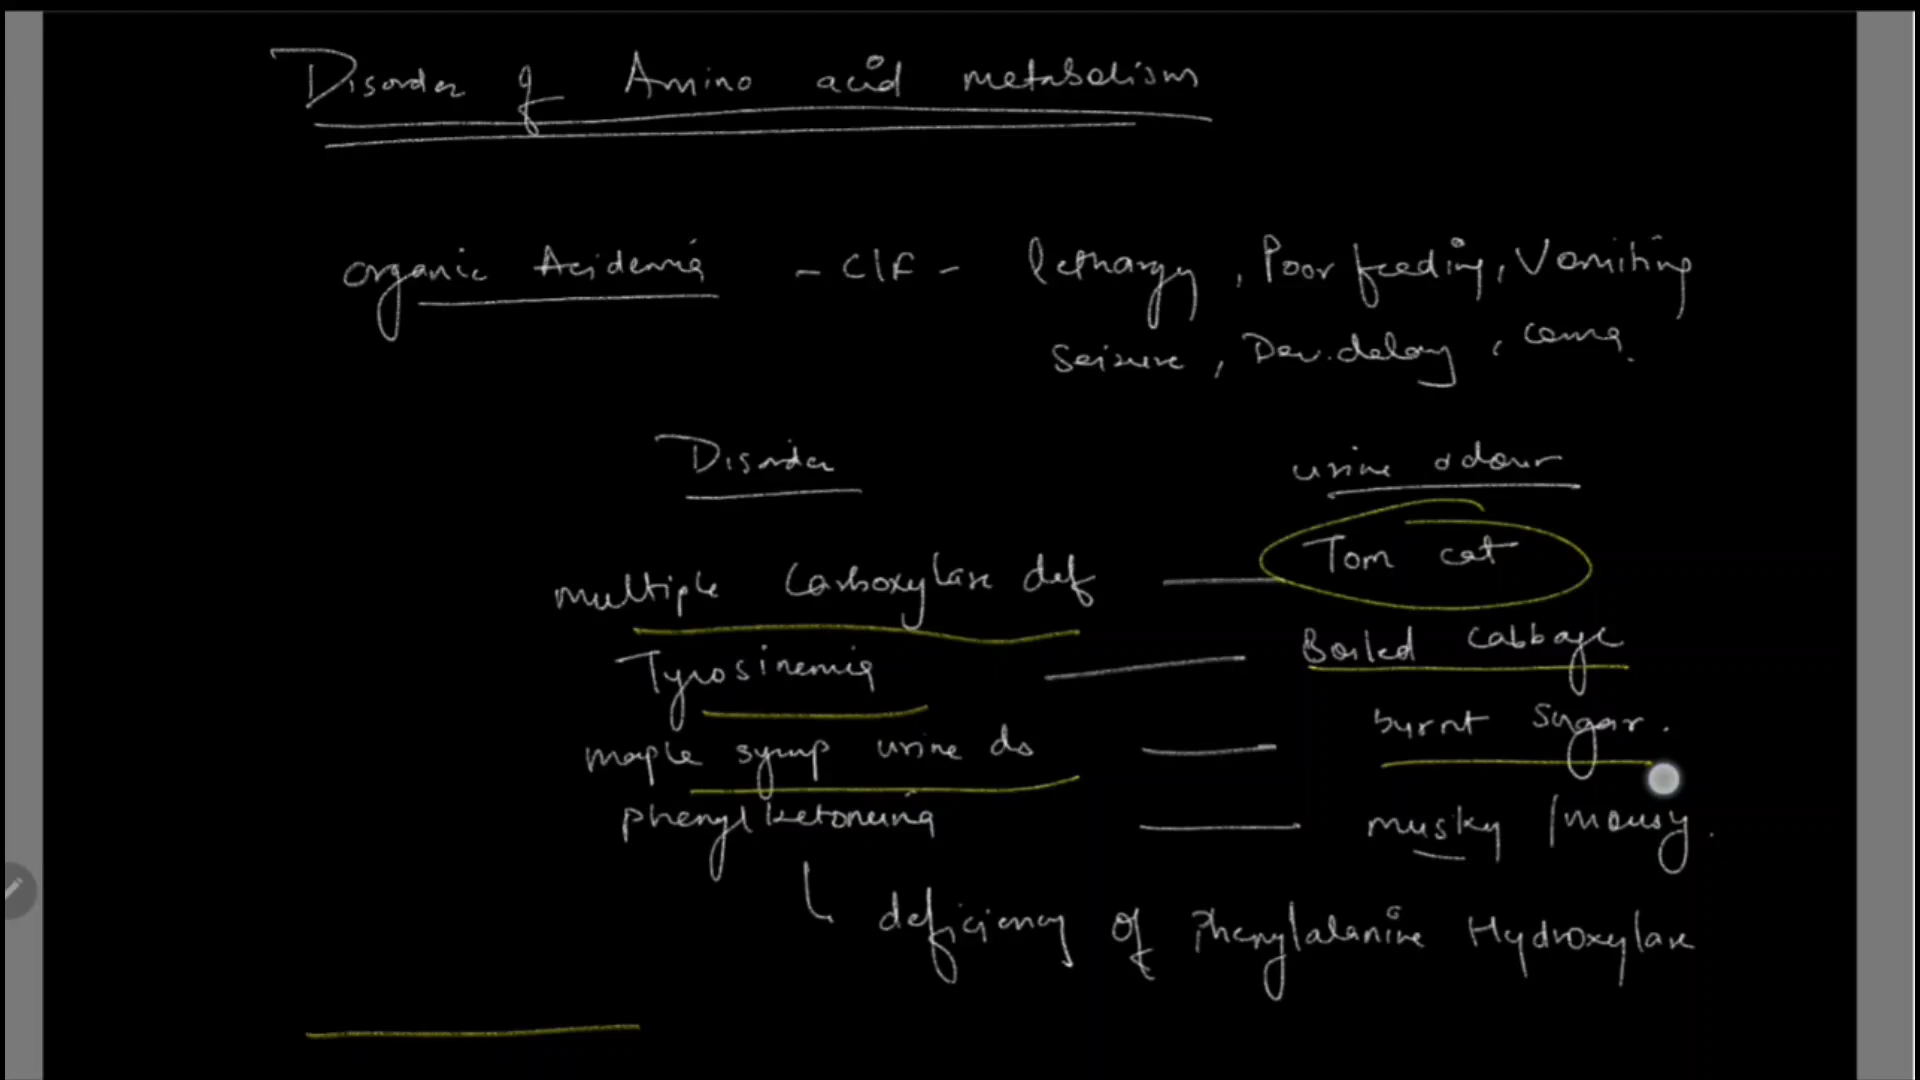 Disorder of Amino acid metabolism
organic Acidemia - C/F - lethargy, Poor feeding, Vomiting
Seizure, Dev. delay, coma.
Disorder urine odour
multiple Carboxylase def — Tom cat
Tyrosinemia — Boiled cabbage
maple syrup urine ds — burnt sugar.
phenylketonuria — musky / mousy.
deficiency of Phenylalanine Hydroxylase